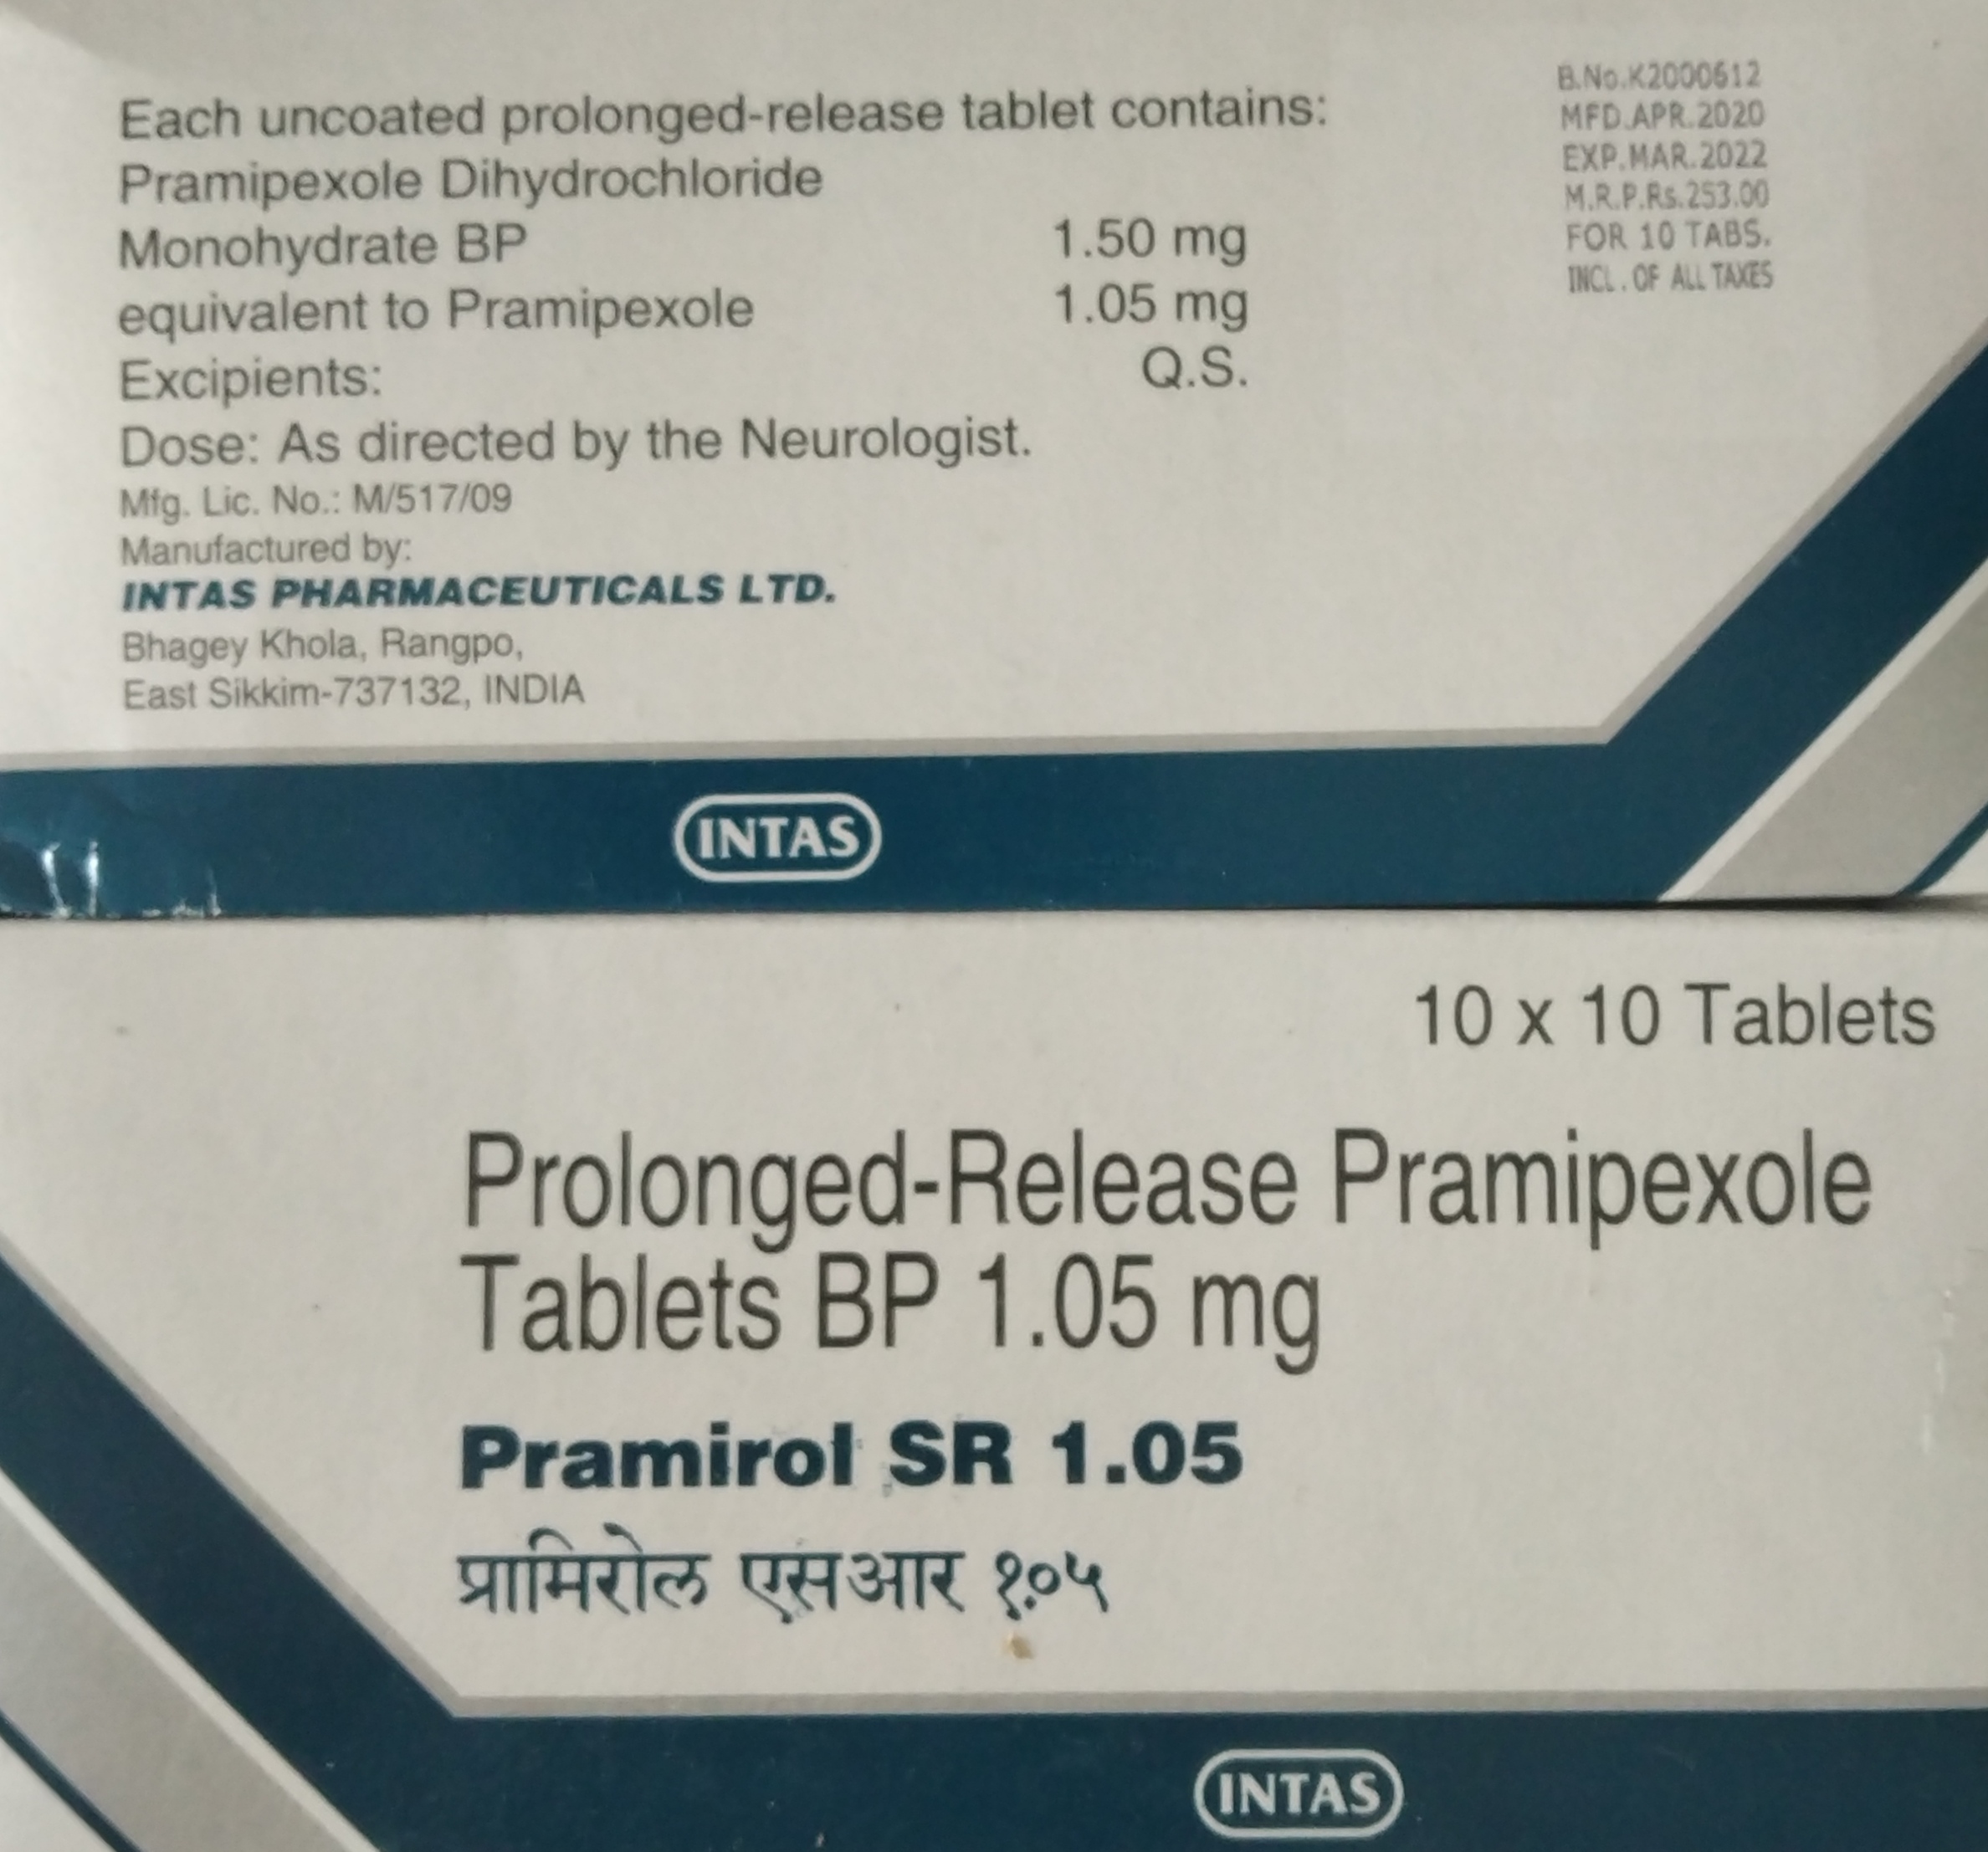 Each uncoated prolonged-release tablet contains:
Pramipexole Dihydrochloride
Monohydrate BP 1.50 mg
equivalent to Pramipexole 1.05 mg
Excipients: Q.S.
Dose: As directed by the Neurologist.
Mfg. Lic. No.: M/517/09
Manufactured by:
INTAS PHARMACEUTICALS LTD.
Bhagey Khola, Rangpo,
East Sikkim-737132, INDIA
B.No.K2000612
MFD.APR.2020
EXP.MAR.2022
M.R.P.Rs.253.00
FOR 10 TABS.
INCL. OF ALL TAXES
INTAS
10 x 10 Tablets
Prolonged-Release Pramipexole
Tablets BP 1.05 mg
Pramirol SR 1.05
प्रामिरोल एसआर १.०५
INTAS